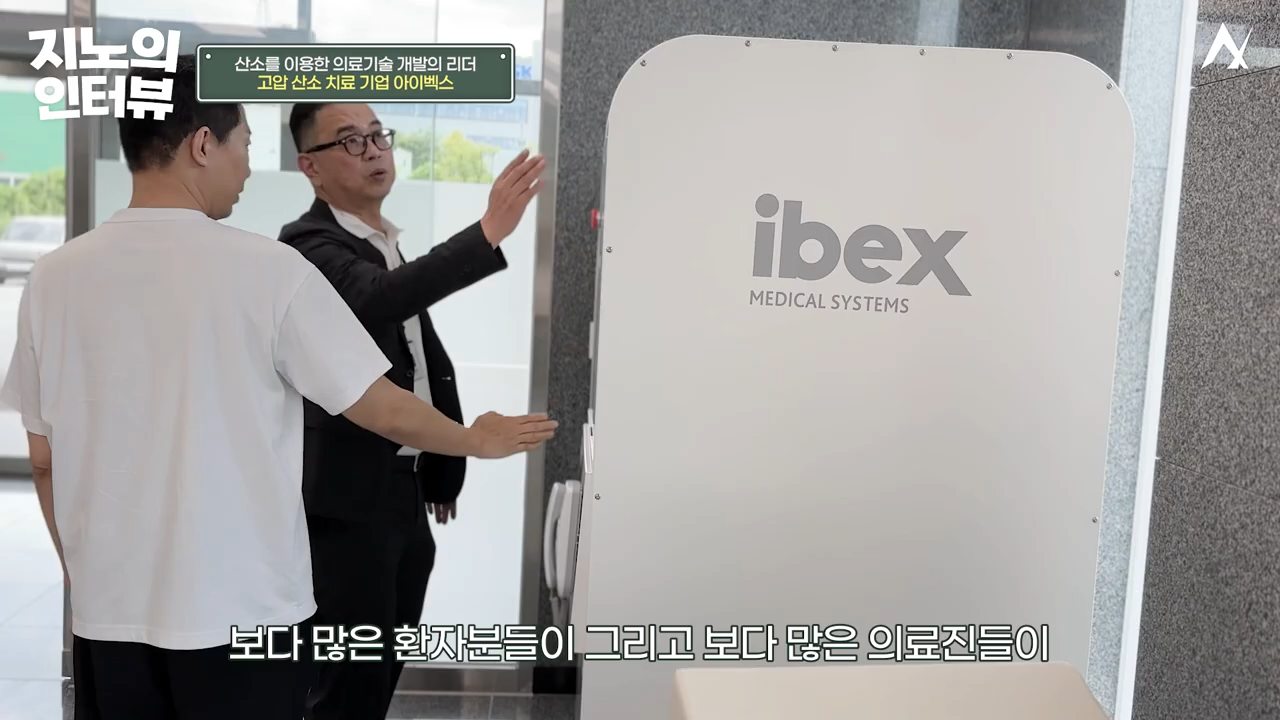 지노의
인터뷰
산소를 이용한 의료기술 개발의 리더
고압 산소 치료 기업 아이벡스
ibex
MEDICAL SYSTEMS
보다 많은 환자분들이 그리고 보다 많은 의료진들이